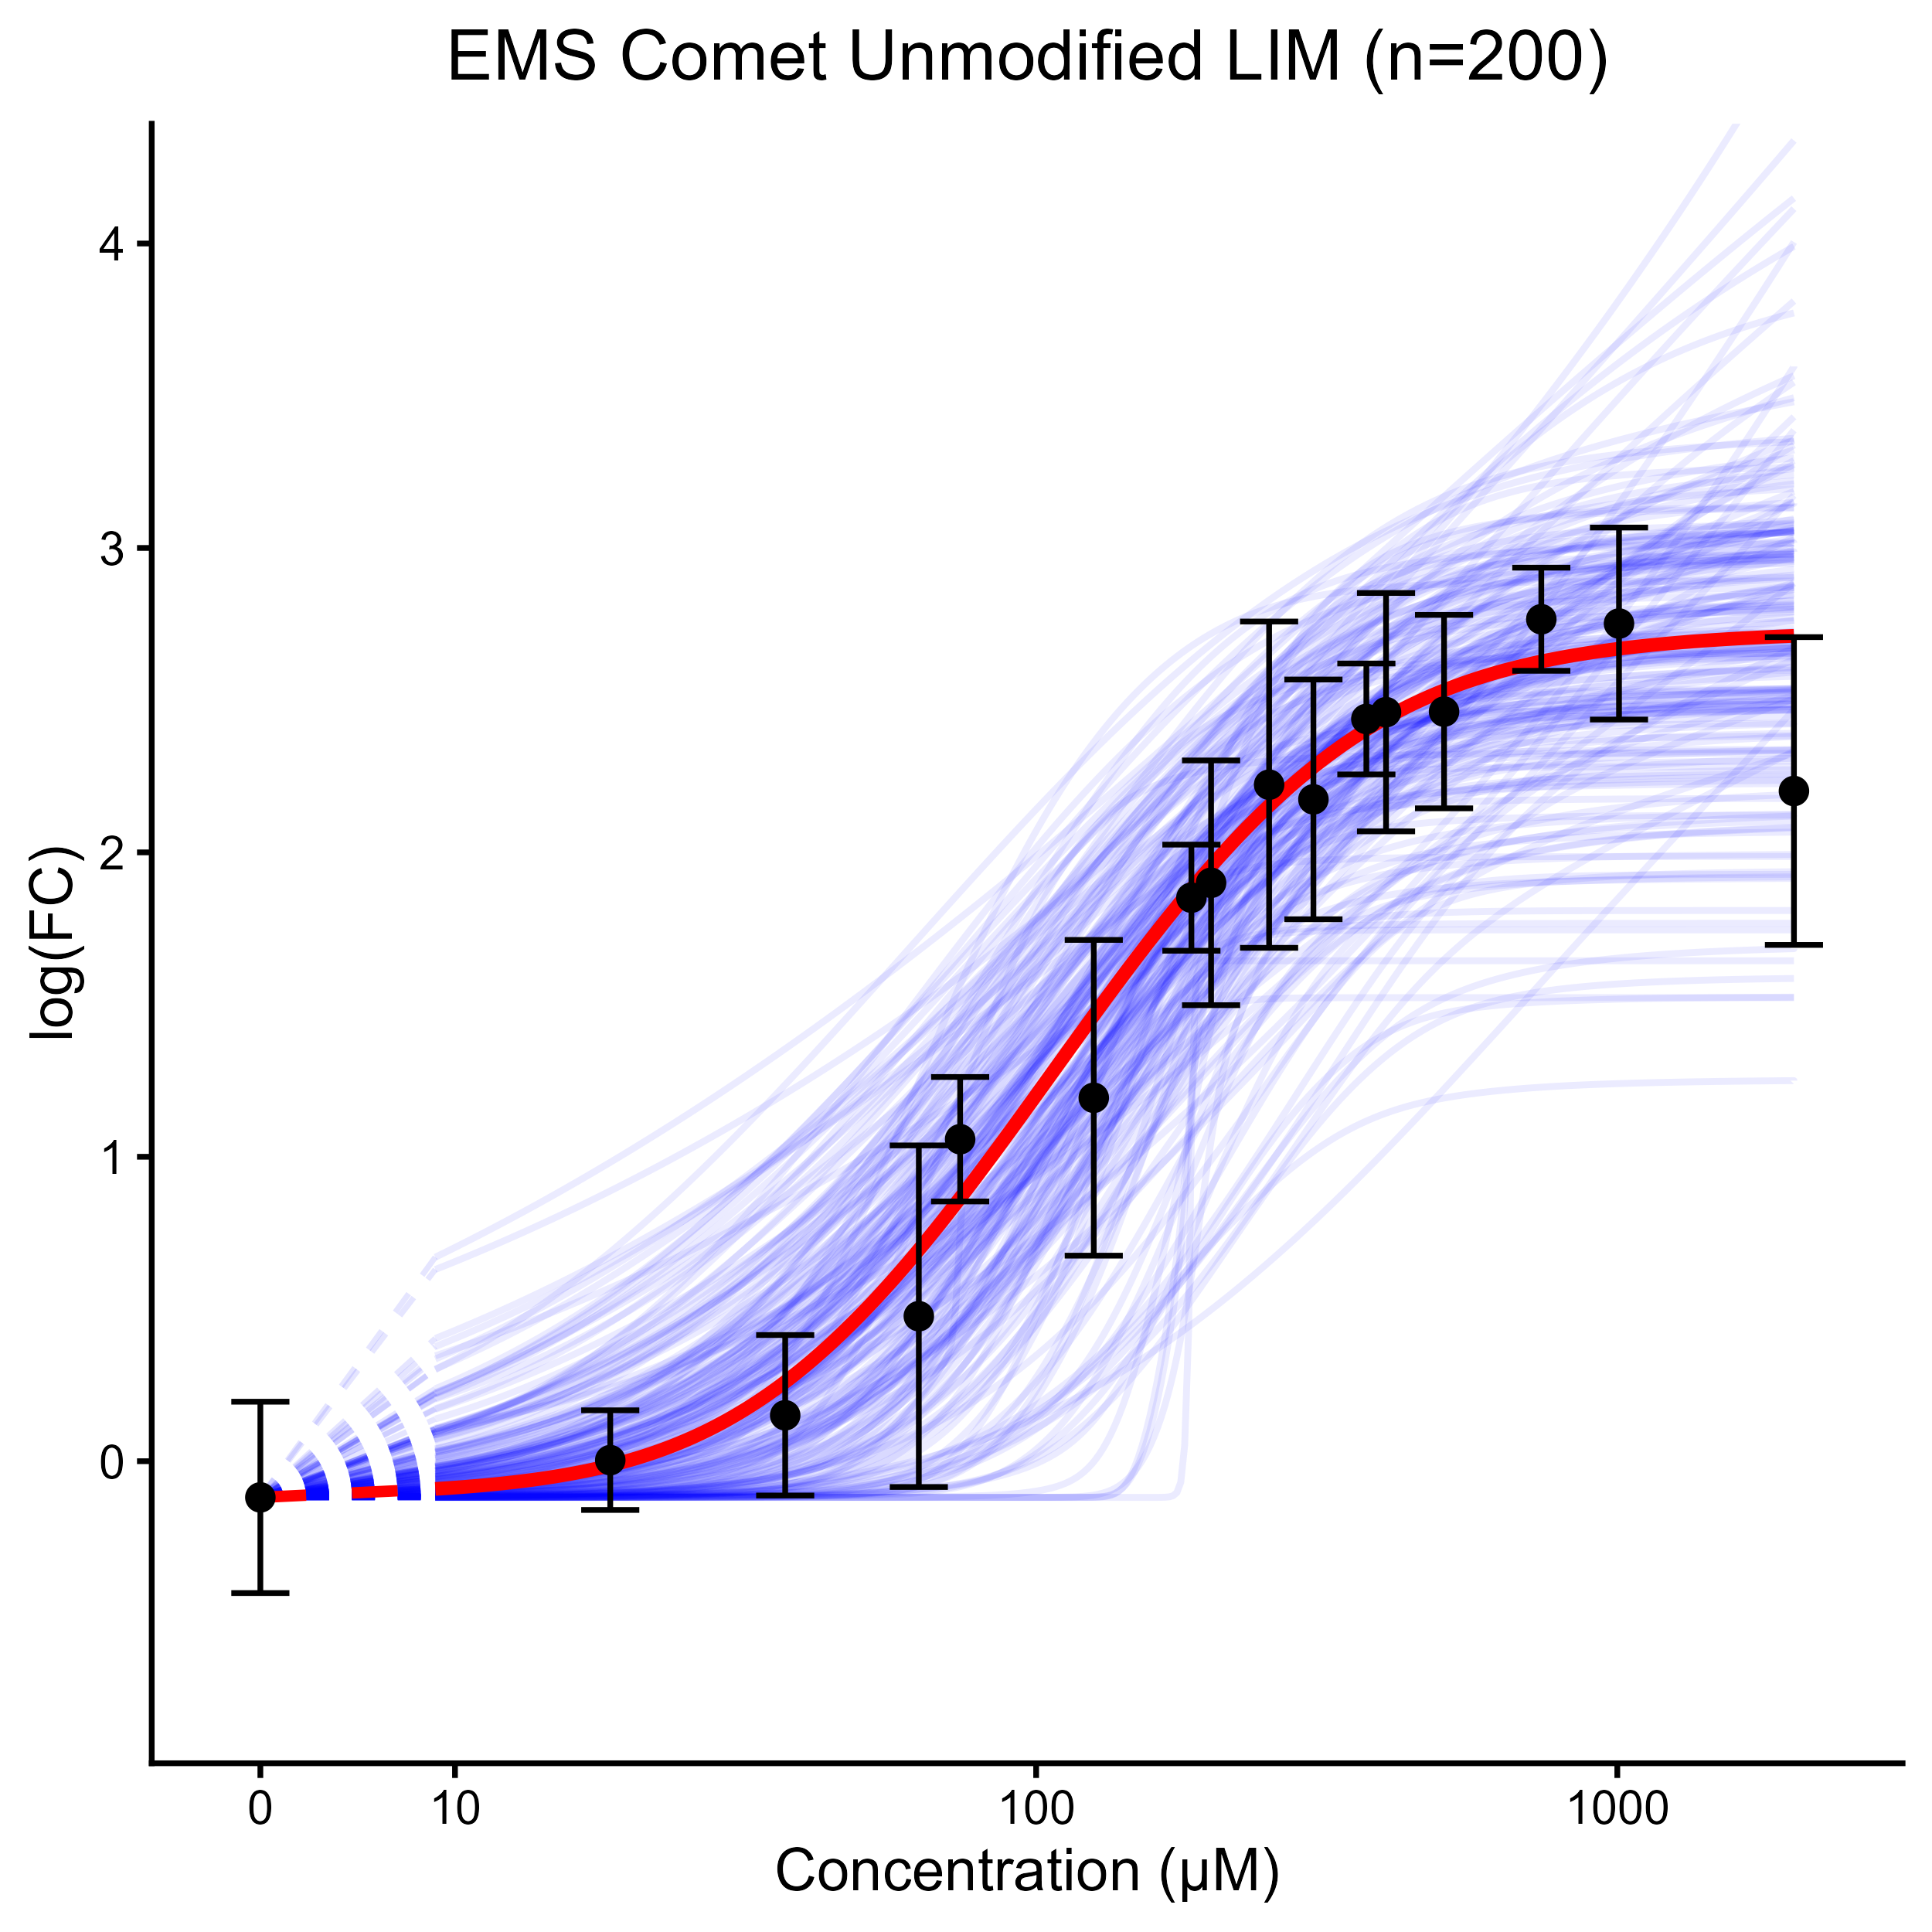 EMS Comet Unmodified LIM (n=200)
4
3
2
1
0
log(FC)
0 10 100 1000
Concentration (µM)